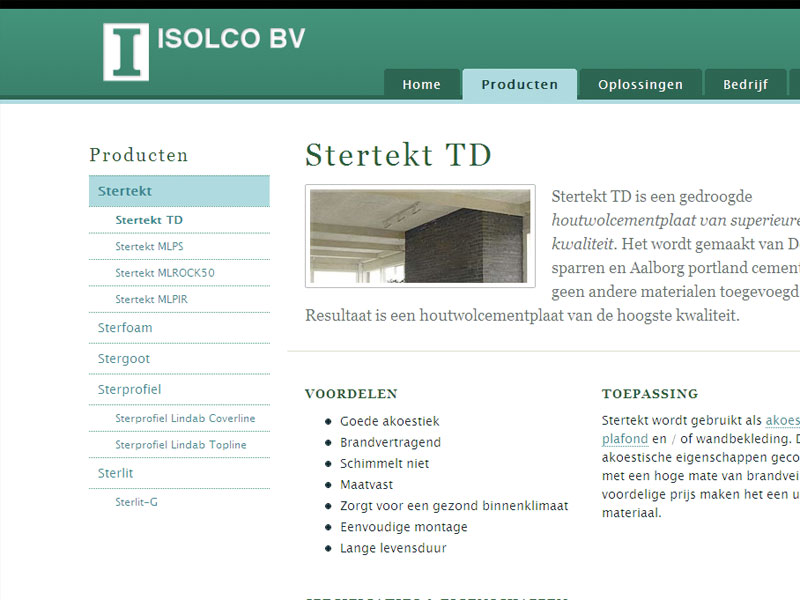 ISOLCO BV
Home
Producten
Oplossingen
Bedrijf
Producten
Stertekt
Stertekt TD
Stertekt MLPS
Stertekt MLROCK50
Stertekt MLPIR
Sterfoam
Stergoot
Sterprofiel
Sterprofiel Lindab Coverline
Sterprofiel Lindab Topline
Sterlit
Sterlit-G
Stertekt TD
Stertekt TD is een gedroogde
houtwolcementplaat van superieure
kwaliteit. Het wordt gemaakt van
sparren en Aalborg portland cement
geen andere materialen toegevoegd
Resultaat is een houtwolcementplaat van de hoogste kwaliteit.
VOORDELEN
Goede akoestiek
Brandvertragend
Schimmelt niet
Maatvast
Zorgt voor een gezond binnenklimaat
Eenvoudige montage
Lange levensduur
TOEPASSING
Stertekt wordt gebruikt als
plafond en / of wandbekleding.
akoestische eigenschappen
met een hoge mate van
voordelige prijs maken het een
materiaal.